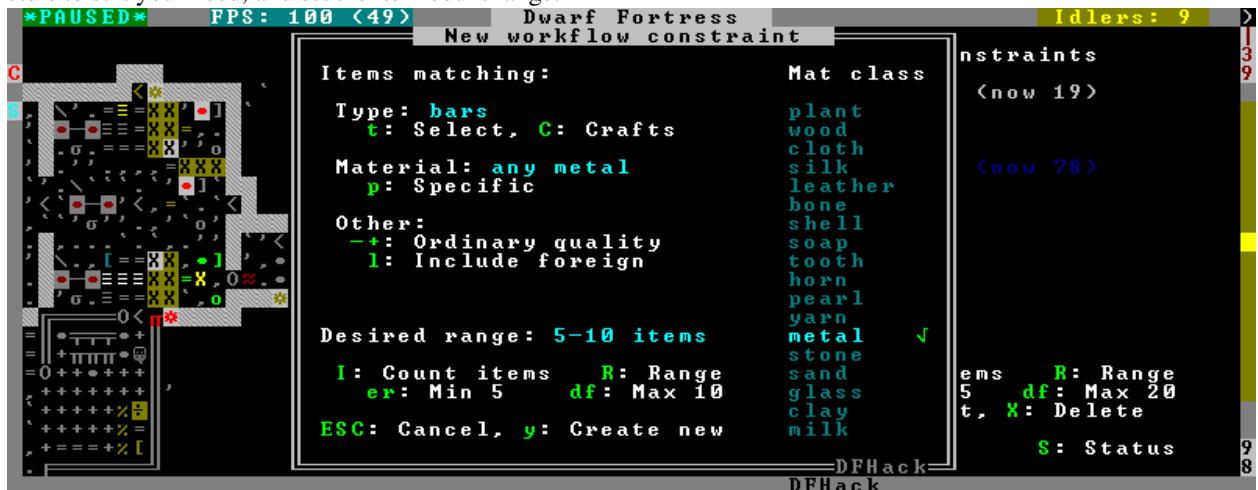 *PAUSED* FPS: 100 (49) Dwarf Fortress Idlers: 9
New workflow constraint
nstraints
Items matching: Mat class
(now 19)
Type: bars plant
t: Select, C: Crafts wood
cloth
Material: any metal silk (now 78)
p: Specific leather
bone
Other: shell
-+: Ordinary quality soap
l: Include foreign tooth
horn
pearl
yarn
Desired range: 5-10 items metal √
stone
I: Count items R: Range sand ems R: Range
er: Min 5 df: Max 10 glass 5 df: Max 20
clay t, X: Delete
ESC: Cancel, y: Create new milk
S: Status
DFHack
DFHack